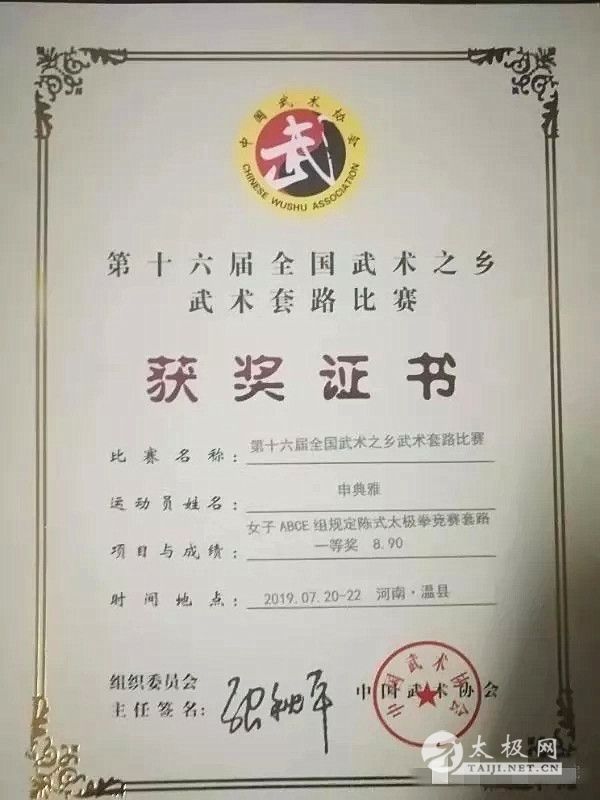 中国武术协会
武
CHINESE WUSHU ASSOCIATION
第十六届全国武术之乡
武术套路比赛
获奖证书
比赛名称: 第十六届全国武术之乡武术套路比赛
运动员姓名: 申典雅
女子ABCE组规定陈式太极拳竞赛套路
项目与成绩: 一等奖 8.90
时间地点: 2019.07.20-22 河南·温县
组织委员会
主任签名: 中国武术协会
中国武术协会
太极网
TAIJI.NET.CN